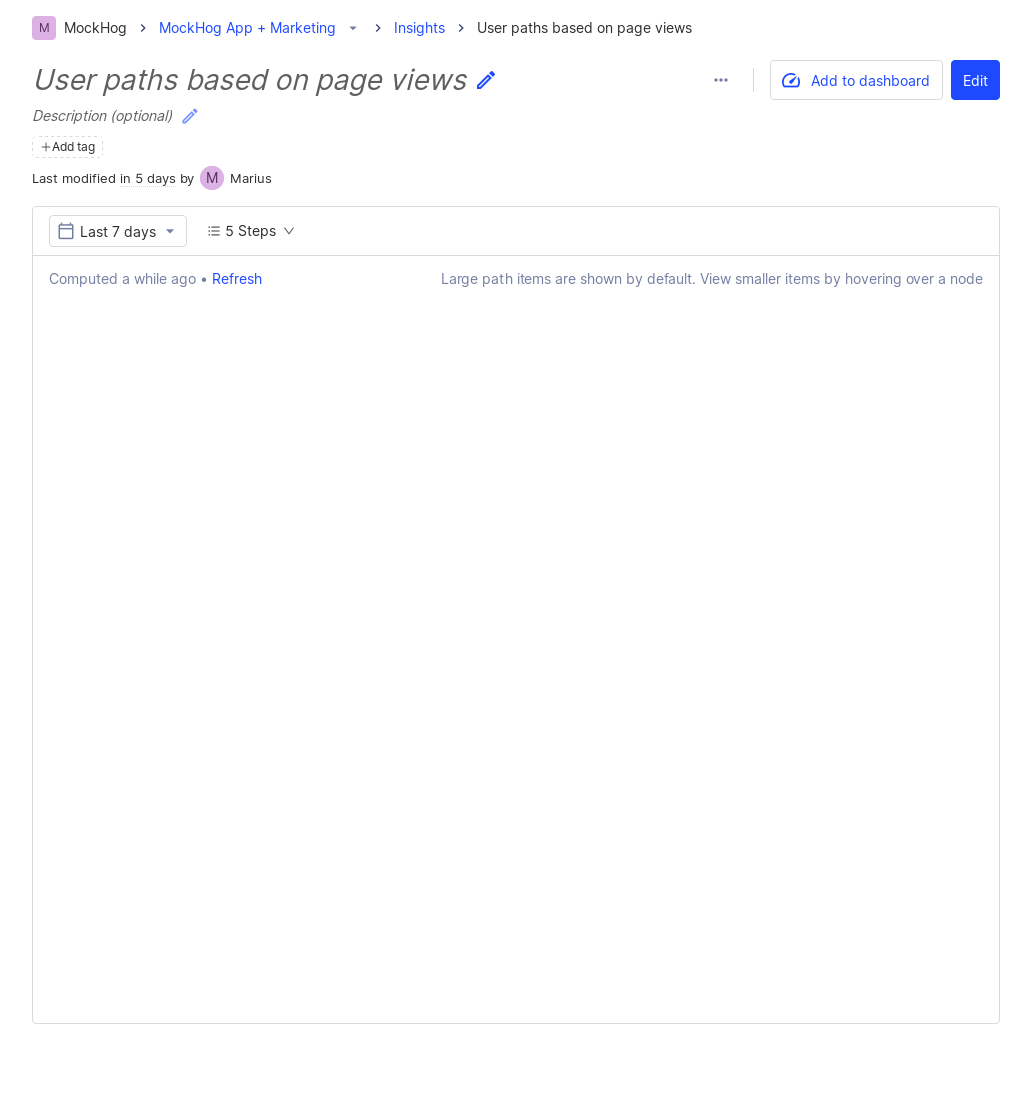 M MockHog MockHog App + Marketing Insights User paths based on page views
User paths based on page views
Add to dashboard Edit
Description (optional)
Add tag
Last modified in 5 days by M Marius
Last 7 days 5 Steps
Computed a while ago • Refresh Large path items are shown by default. View smaller items by hovering over a node